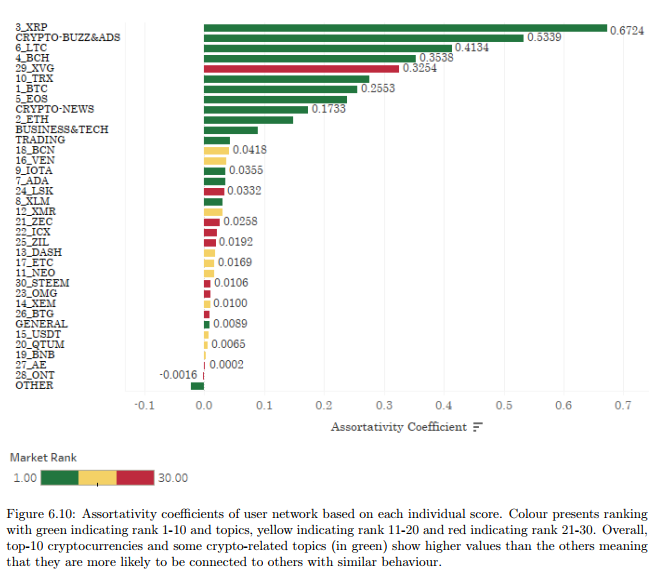 3_XRP 0.6724
CRYPTO-BUZZ&ADS 0.5339
6_LTC 0.4134
4_BCH 0.3538
29_XVG 0.3254
10_TRX
1_BTC 0.2553
5_EOS
CRYPTO-NEWS 0.1733
2_ETH
BUSINESS&TECH
TRADING
18_BCN 0.0418
16_VEN
9_IOTA 0.0355
7_ADA
24_LSK 0.0332
8_XLM
12_XMR
21_ZEC 0.0258
22_ICX
25_ZIL 0.0192
13_DASH
17_ETC 0.0169
11_NEO
30_STEEM 0.0106
23_OMG
14_XEM 0.0100
26_BTG
GENERAL 0.0089
15_USDT
20_QTUM 0.0065
19_BNB
27_AE 0.0002
28_ONT -0.0016
OTHER
-0.1 0.0 0.1 0.2 0.3 0.4 0.5 0.6 0.7
Assortativity Coefficient
Market Rank
1.00 30.00
Figure 6.10: Assortativity coefficients of user network based on each individual score. Colour presents ranking
with green indicating rank 1-10 and topics, yellow indicating rank 11-20 and red indicating rank 21-30. Overall,
top-10 cryptocurrencies and some crypto-related topics (in green) show higher values than the others meaning
that they are more likely to be connected to others with similar behaviour.